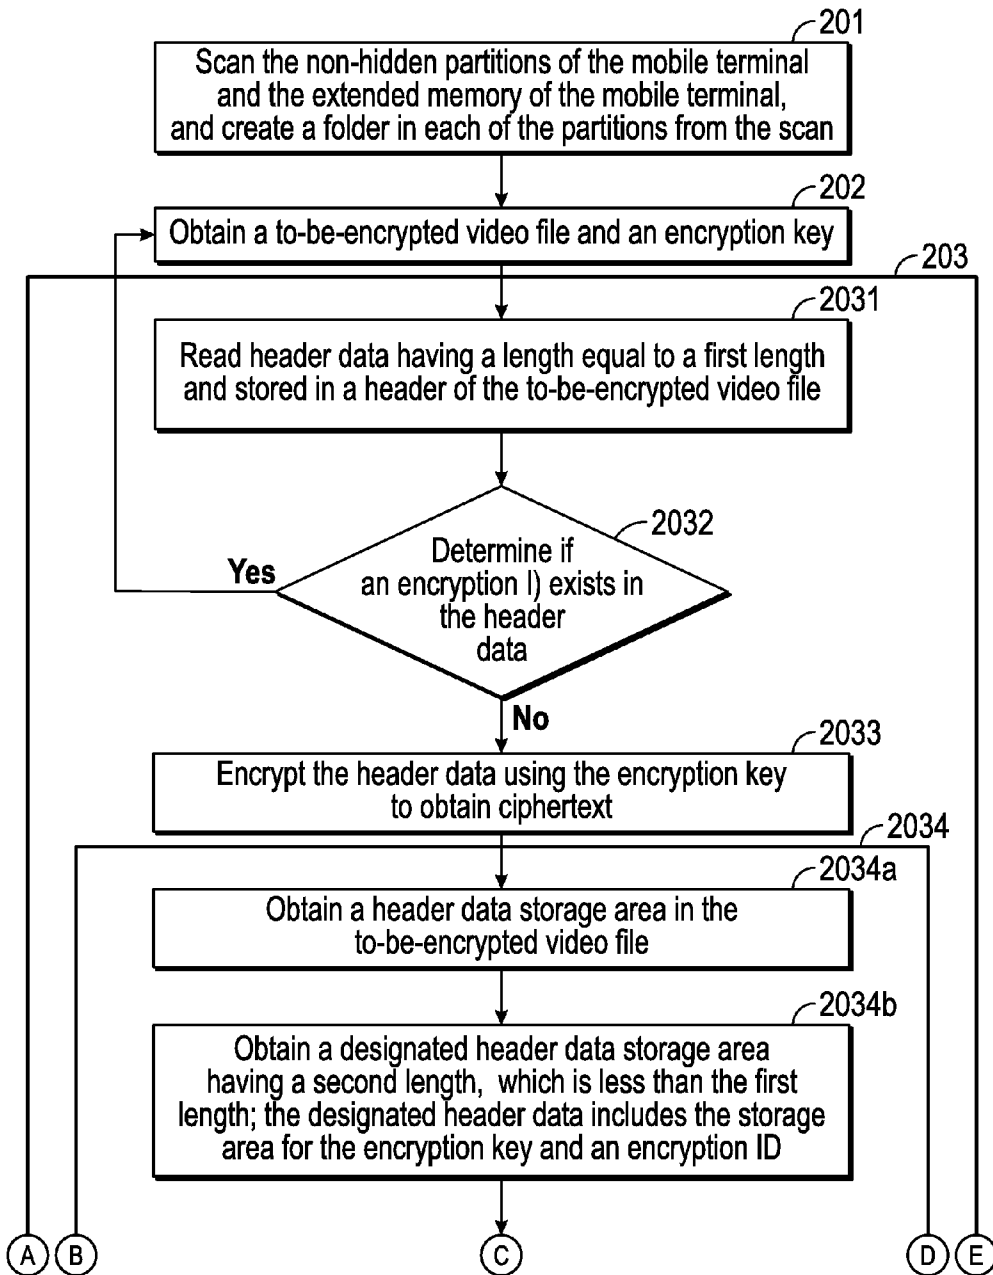 201
Scan the non-hidden partitions of the mobile terminal
and the extended memory of the mobile terminal,
and create a folder in each of the partitions from the scan
202
Obtain a to-be-encrypted video file and an encryption key
203
2031
Read header data having a length equal to a first length
and stored in a header of the to-be-encrypted video file
2032
Determine if
an encryption I) exists in
the header
data
Yes
No
2033
Encrypt the header data using the encryption key
to obtain ciphertext
2034
2034a
Obtain a header data storage area in the
to-be-encrypted video file
2034b
Obtain a designated header data storage area
having a second length, which is less than the first
length; the designated header data includes the storage
area for the encryption key and an encryption ID
A B C D E